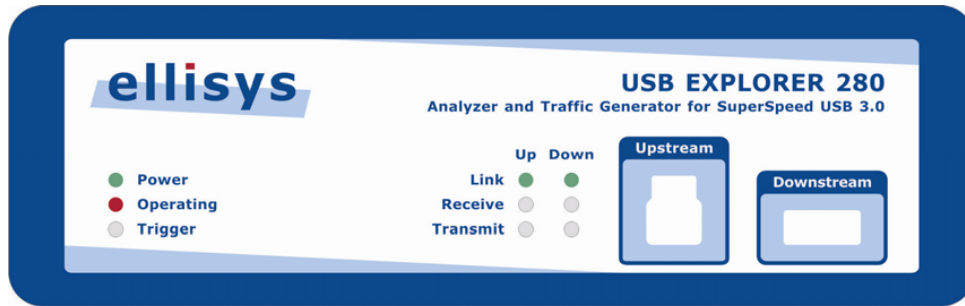 ellisys
USB EXPLORER 280
Analyzer and Traffic Generator for SuperSpeed USB 3.0
Power
Operating
Trigger
Up Down
Link
Receive
Transmit
Upstream
Downstream